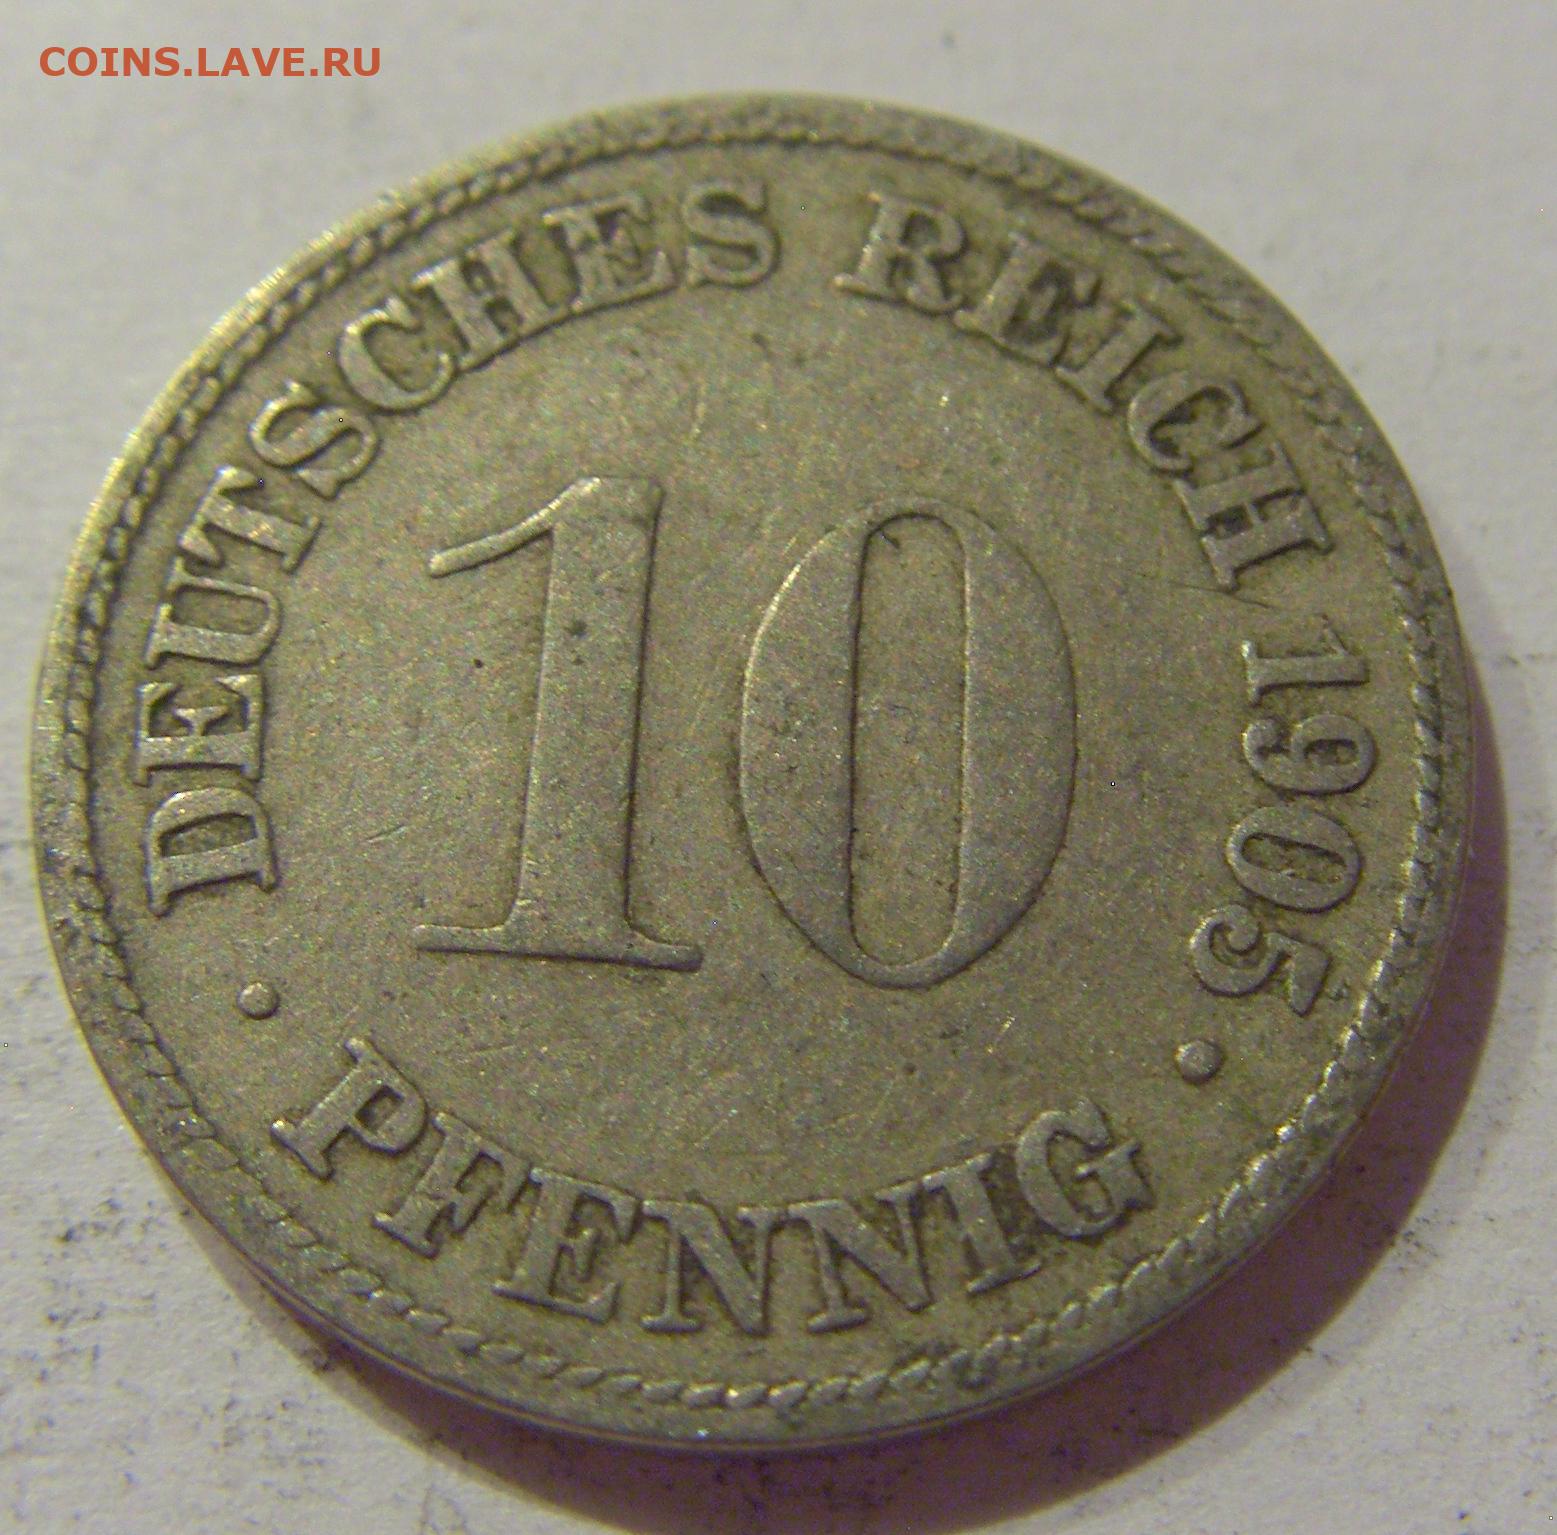 COINS.LAVE.RU
DEUTSCHES REICH 1905
10
· PFENNIG ·